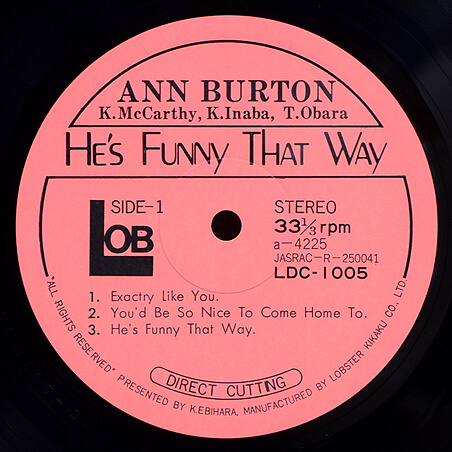 ANN BURTON
K.McCarthy, K.Inaba, T.Obara
HE'S FUNNY THAT WAY
LOB
SIDE-1
STEREO
33⅓ rpm
a-4225
JASRAC-R-250041
LDC-1005
1. Exactry Like You.
2. You'd Be So Nice To Come Home To.
3. He's Funny That Way.
DIRECT CUTTING
"ALL RIGHTS RESERVED" PRESENTED BY K.EBIHARA, MANUFACTURED BY LOBSTER KIKAKU CO., LTD.